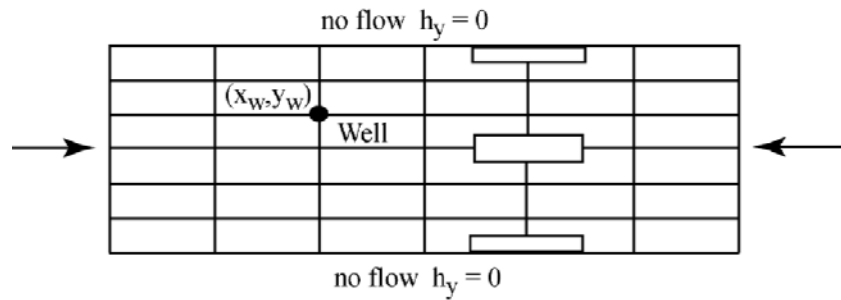 no flow h_y = 0
(x_w,y_w)
Well
no flow h_y = 0